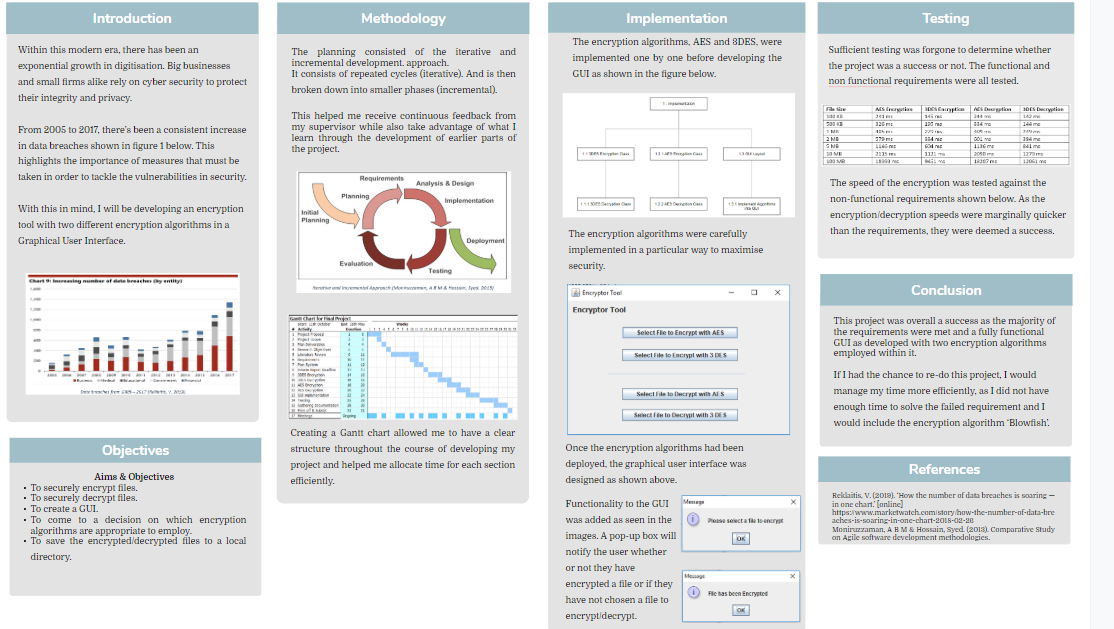 Introduction
Within this modern era, there has been an
exponential growth in digitisation. Big businesses
and small firms alike rely on cyber security to protect
their integrity and privacy.
From 2005 to 2017, there's been a consistent increase
in data breaches shown in figure 1 below. This
highlights the importance of measures that must be
taken in order to tackle the vulnerabilities in security.
With this in mind, I will be developing an encryption
tool with two different encryption algorithms in a
Graphical User Interface.
Chart 9: Increasing number of data breaches (by entity)
Data breaches from 2005 – 2017 (Reklaitis, V. 2018)
Objectives
Aims & Objectives
• To securely encrypt files.
• To securely decrypt files.
• To create a GUI.
• To come to a decision on which encryption
algorithms are appropriate to employ.
• To save the encrypted/decrypted files to a local
directory.
Methodology
The planning consisted of the iterative and
incremental development. approach.
It consists of repeated cycles (iterative). And is then
broken down into smaller phases (incremental).
This helped me receive continuous feedback from
my supervisor while also take advantage of what I
learn through the development of earlier parts of
the project.
Requirements
Analysis & Design
Planning
Implementation
Initial
Planning
Deployment
Evaluation
Testing
Iterative and Incremental Approach (Moniruzzaman, A B M & Hossain, Syed. 2013)
Gantt Chart for Final Project
Creating a Gantt chart allowed me to have a clear
structure throughout the course of developing my
project and helped me allocate time for each section
efficiently.
Implementation
The encryption algorithms, AES and 3DES, were
implemented one by one before developing the
GUI as shown in the figure below.
1 - Implementation
1.1 3DES Encryption Class
1.2 AES Encryption Class
1.3 GUI Layout
1.1.1 3DES Decryption Class
1.2.1 AES Decryption Class
1.3.1 Implement Algorithms
into GUI
The encryption algorithms were carefully
implemented in a particular way to maximise
security.
Encryptor Tool
Encryptor Tool
Select File to Encrypt with AES
Select File to Encrypt with 3 DES
Select File to Decrypt with AES
Select File to Decrypt with 3 DES
Once the encryption algorithms had been
deployed, the graphical user interface was
designed as shown above.
Functionality to the GUI
was added as seen in the
images. A pop-up box will
notify the user whether
or not they have
encrypted a file or if they
have not chosen a file to
encrypt/decrypt.
Message
Please select a file to encrypt
OK
Message
File has been Encrypted
OK
Testing
Sufficient testing was forgone to determine whether
the project was a success or not. The functional and
non functional requirements were all tested.
File Size AES Encryption 3DES Encryption AES Decryption 3DES Decryption
100 KB
500 KB
1 MB
2 MB
5 MB
10 MB
100 MB
The speed of the encryption was tested against the
non-functional requirements shown below. As the
encryption/decryption speeds were marginally quicker
than the requirements, they were deemed a success.
Conclusion
This project was overall a success as the majority of
the requirements were met and a fully functional
GUI as developed with two encryption algorithms
employed within it.
If I had the chance to re-do this project, I would
manage my time more efficiently, as I did not have
enough time to solve the failed requirement and I
would include the encryption algorithm 'Blowfish'.
References
Reklaitis, V. (2018). 'How the number of data breaches is soaring —
in one chart.' [online]
https://www.marketwatch.com/story/how-the-number-of-data-bre
aches-is-soaring-in-one-chart-2018-02-26
Moniruzzaman, A B M & Hossain, Syed. (2013). Comparative Study
on Agile software development methodologies.